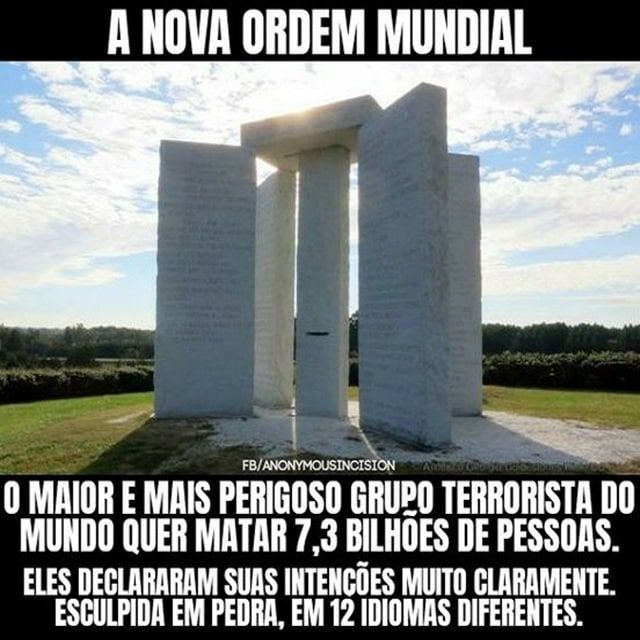 A NOVA ORDEM MUNDIAL
FB/ANONYMOUSINCISION
O MAIOR E MAIS PERIGOSO GRUPO TERRORISTA DO
MUNDO QUER MATAR 7,3 BILHÕES DE PESSOAS.
ELES DECLARARAM SUAS INTENÇÕES MUITO CLARAMENTE.
ESCULPIDA EM PEDRA, EM 12 IDIOMAS DIFERENTES.